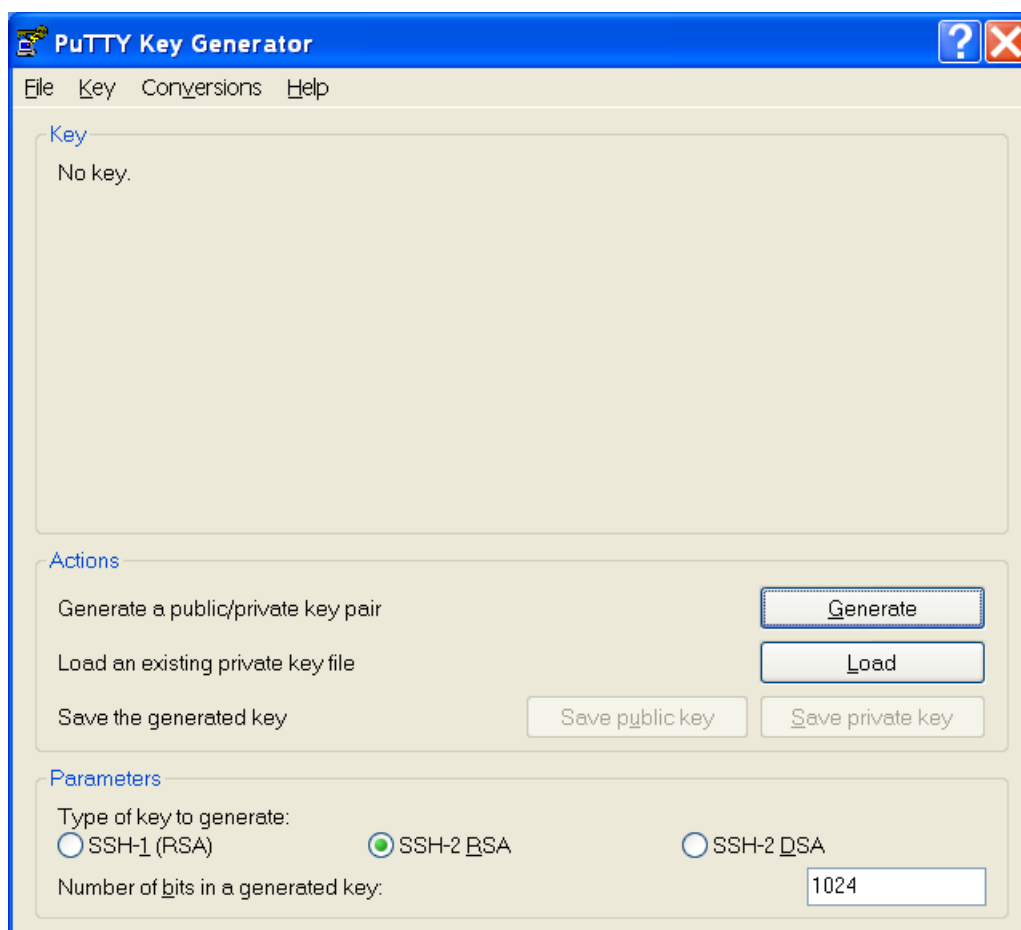 PuTTY Key Generator
File Key Conversions Help
Key
No key.
Actions
Generate a public/private key pair Generate
Load an existing private key file Load
Save the generated key Save public key Save private key
Parameters
Type of key to generate:
SSH-1 (RSA) SSH-2 RSA SSH-2 DSA
Number of bits in a generated key: 1024